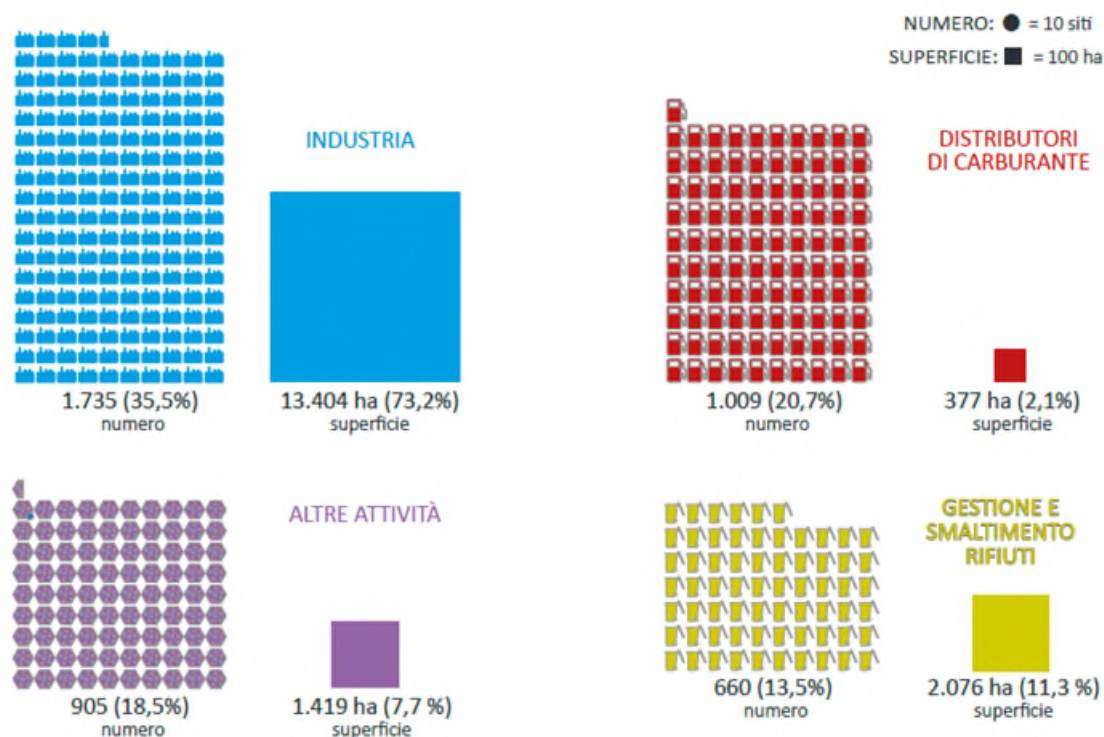 NUMERO: ● = 10 siti
SUPERFICIE: ■ = 100 ha
INDUSTRIA
1.735 (35,5%)
numero
13.404 ha (73,2%)
superficie
DISTRIBUTORI
DI CARBURANTE
1.009 (20,7%)
numero
377 ha (2,1%)
superficie
ALTRE ATTIVITÀ
905 (18,5%)
numero
1.419 ha (7,7 %)
superficie
GESTIONE E
SMALTIMENTO
RIFIUTI
660 (13,5%)
numero
2.076 ha (11,3 %)
superficie